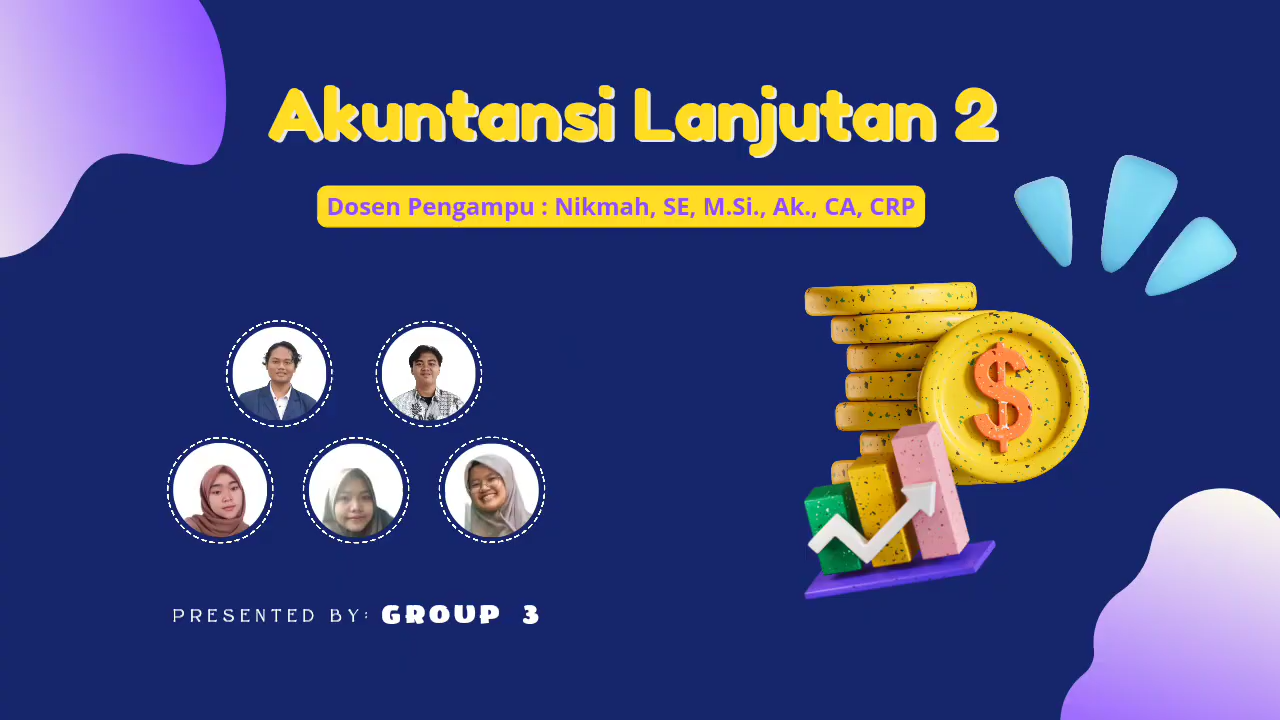 Akuntansi Lanjutan 2
Dosen Pengampu : Nikmah, SE, M.Si., Ak., CA, CRP
$
PRESENTED BY: GROUP 3